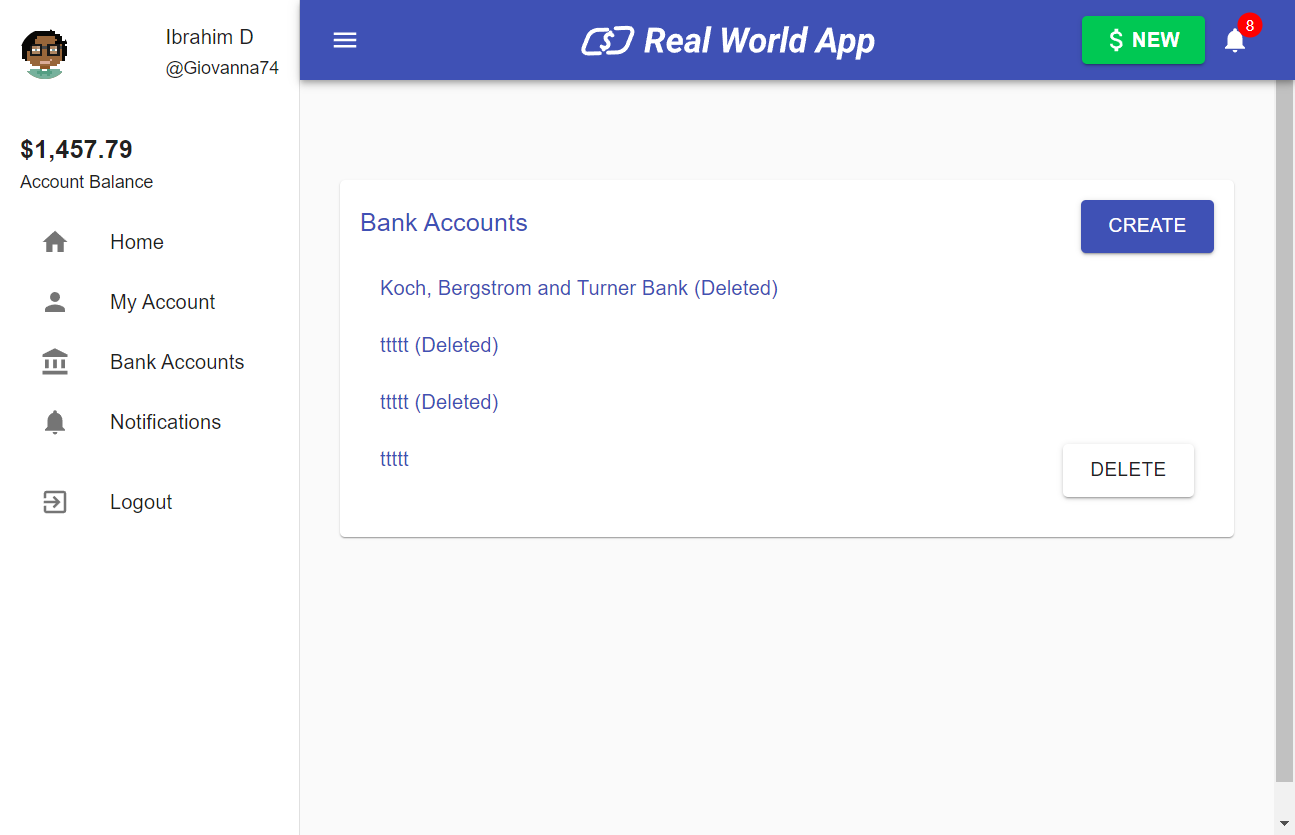 Ibrahim D
@Giovanna74
$1,457.79
Account Balance
Home
My Account
Bank Accounts
Notifications
Logout
Real World App
$ NEW
8
Bank Accounts
CREATE
Koch, Bergstrom and Turner Bank (Deleted)
ttttt (Deleted)
ttttt (Deleted)
ttttt
DELETE